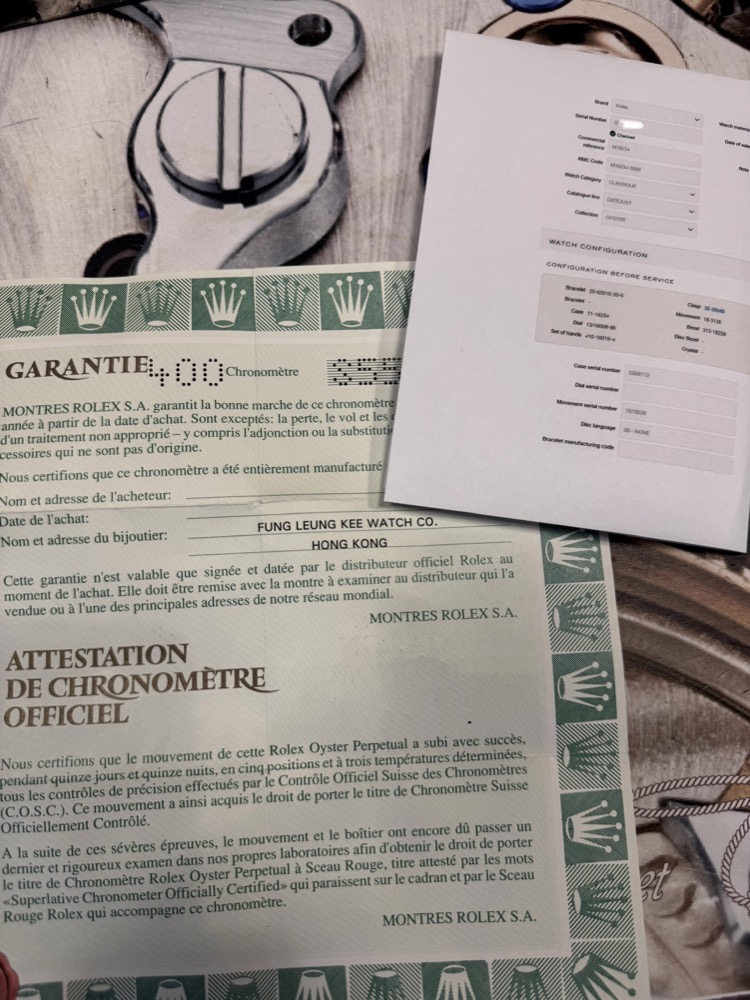 GARANTIE 400 Chronomètre
MONTRES ROLEX S.A. garantit la bonne marche de ce chronomètre
année à partir de la date d'achat. Sont exceptés: la perte, le vol et les
d'un traitement non approprié – y compris l'adjonction ou la substituti
cessoires qui ne sont pas d'origine.
Nous certifions que ce chronomètre a été entièrement manufacturé
Nom et adresse de l'acheteur:
Date de l'achat:
Nom et adresse du bijoutier:
FUNG LEUNG KEE WATCH CO.
HONG KONG
Cette garantie n'est valable que signée et datée par le distributeur officiel Rolex au
moment de l'achat. Elle doit être remise avec la montre à examiner au distributeur qui l'a
vendue ou à l'une des principales adresses de notre réseau mondial.
MONTRES ROLEX S.A.
ATTESTATION
DE CHRONOMÈTRE
OFFICIEL
Nous certifions que le mouvement de cette Rolex Oyster Perpetual a subi avec succès,
pendant quinze jours et quinze nuits, en cinq positions et à trois températures déterminées,
tous les contrôles de précision effectués par le Contrôle Officiel Suisse des Chronomètres
(C.O.S.C.). Ce mouvement a ainsi acquis le droit de porter le titre de Chronomètre Suisse
Officiellement Contrôlé.
A la suite de ces sévères épreuves, le mouvement et le boîtier ont encore dû passer un
dernier et rigoureux examen dans nos propres laboratoires afin d'obtenir le droit de porter
le titre de Chronomètre Rolex Oyster Perpetual à Sceau Rouge, titre attesté par les mots
«Superlative Chronometer Officially Certified» qui paraissent sur le cadran et par le Sceau
Rouge Rolex qui accompagne ce chronomètre.
MONTRES ROLEX S.A.
Brand Rolex
Serial Number
Checked
Commercial
reference
RMC Code
Watch Category CLASSIQUE
Catalogue line DATEJUST
Collection OYSTER
Date of sale
Note
WATCH CONFIGURATION
CONFIGURATION BEFORE SERVICE
Bracelet
Bracelet -
Case
Dial
Set of hands
Clasp
Movement
Bezel
Disc
Crystal -
Case serial number
Dial serial number
Movement serial number
Disc language
Bracelet manufacturing code